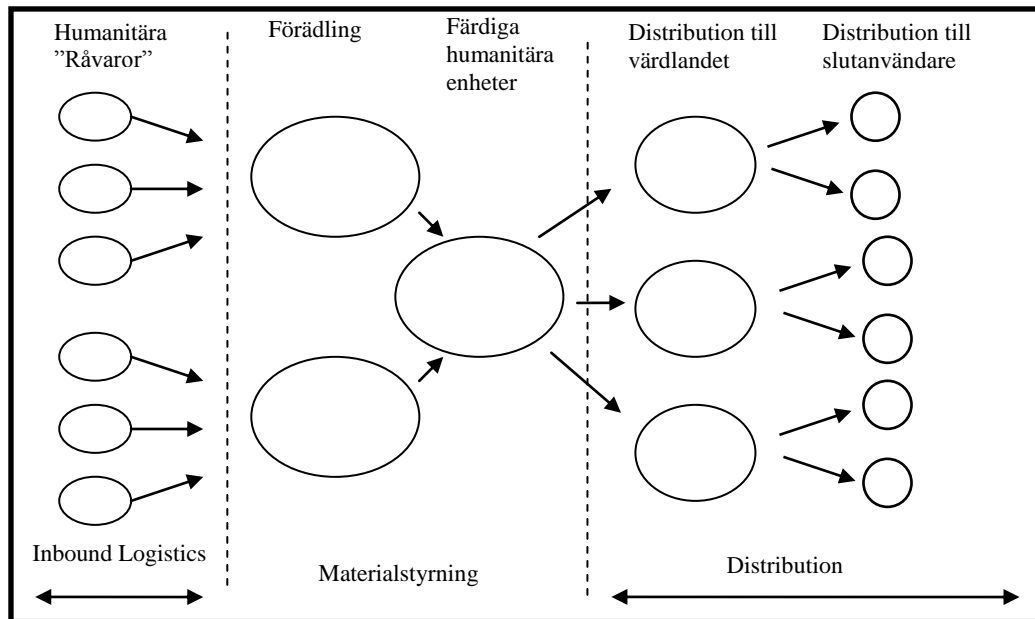 Humanitära
”Råvaror”
Förädling
Färdiga
humanitära
enheter
Distribution till
värdlandet
Distribution till
slutanvändare
Inbound Logistics
Materialstyrning
Distribution